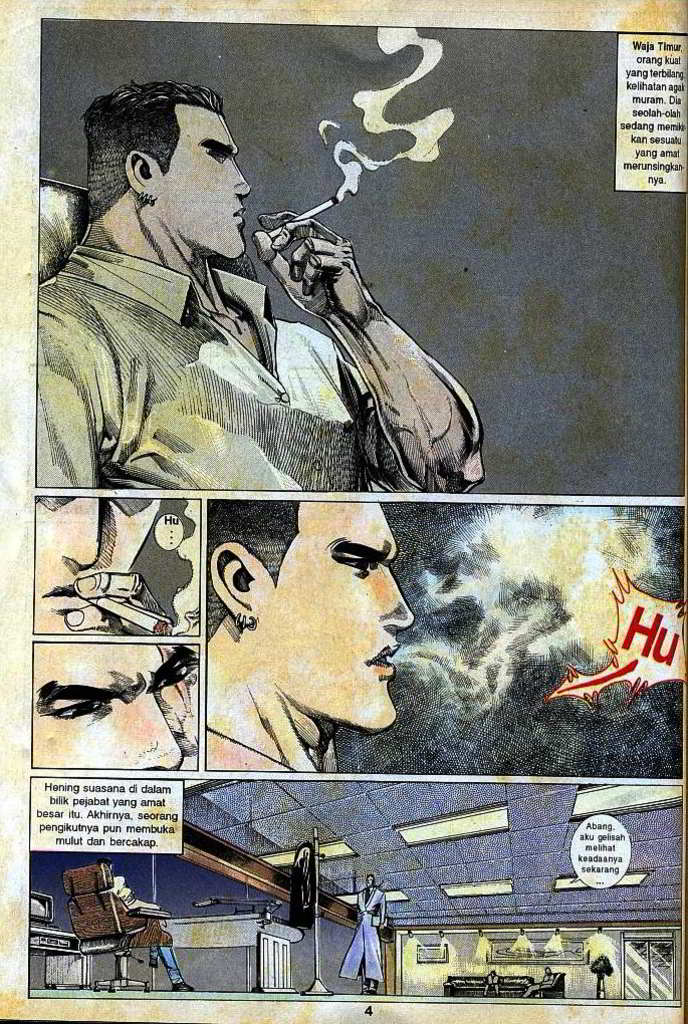 Waja Timur,
orang kuat
yang terbilang,
kelihatan agak
muram. Dia
seolah-olah
sedang memiki-
kan sesuatu
yang amat
merunsingkan-
nya.
Hu
...
Hu
Hening suasana di dalam
bilik pejabat yang amat
besar itu. Akhirnya, seorang
pengikutnya pun membuka
mulut dan bercakap.
Abang,
aku gelisah
melihat
keadaanya
sekarang
...
4